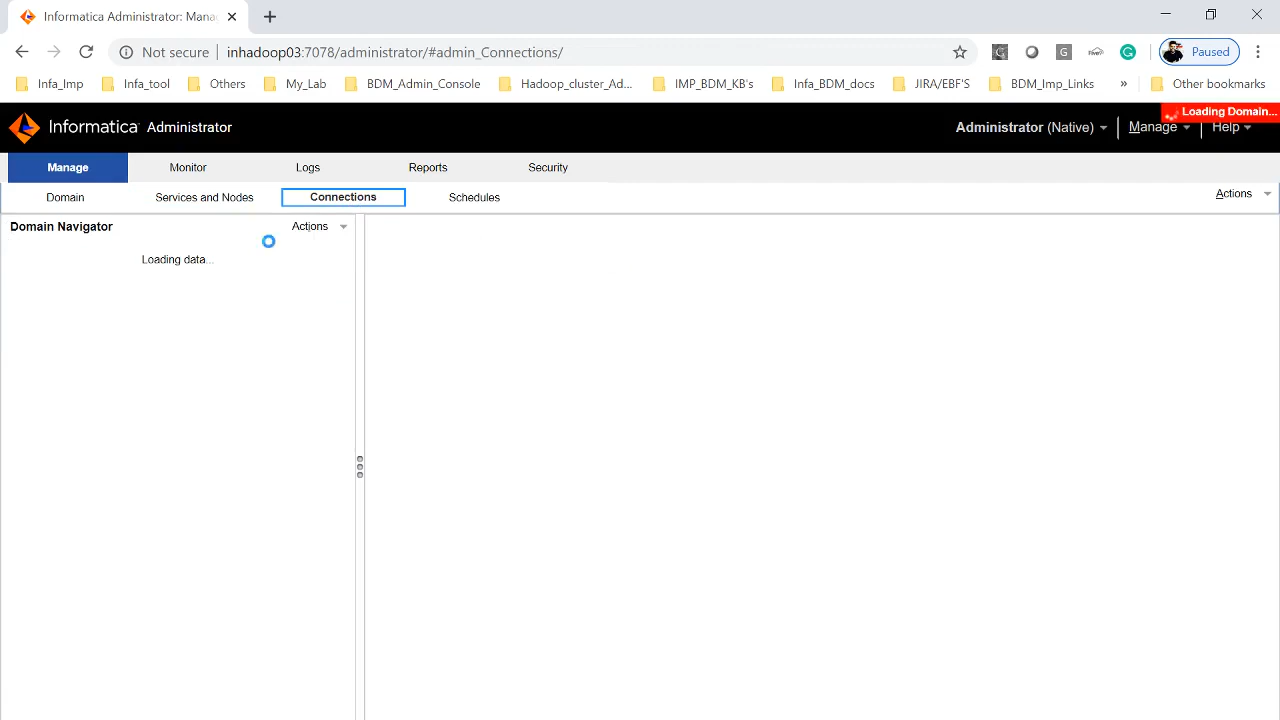 Informatica Administrator: Mana
Not secure inhadoop03:7078/administrator/#admin_Connections/ G Five9 G Paused
Infa_Imp Infa_tool Others My_Lab BDM_Admin_Console Hadoop_cluster_Ad... IMP_BDM_KB's Infa_BDM_docs JIRA/EBF'S BDM_Imp_Links » Other bookmarks
Loading Domain...
Informatica Administrator Administrator (Native) Manage Help
Manage Monitor Logs Reports Security
Domain Services and Nodes Connections Schedules Actions
Domain Navigator Actions
Loading data...